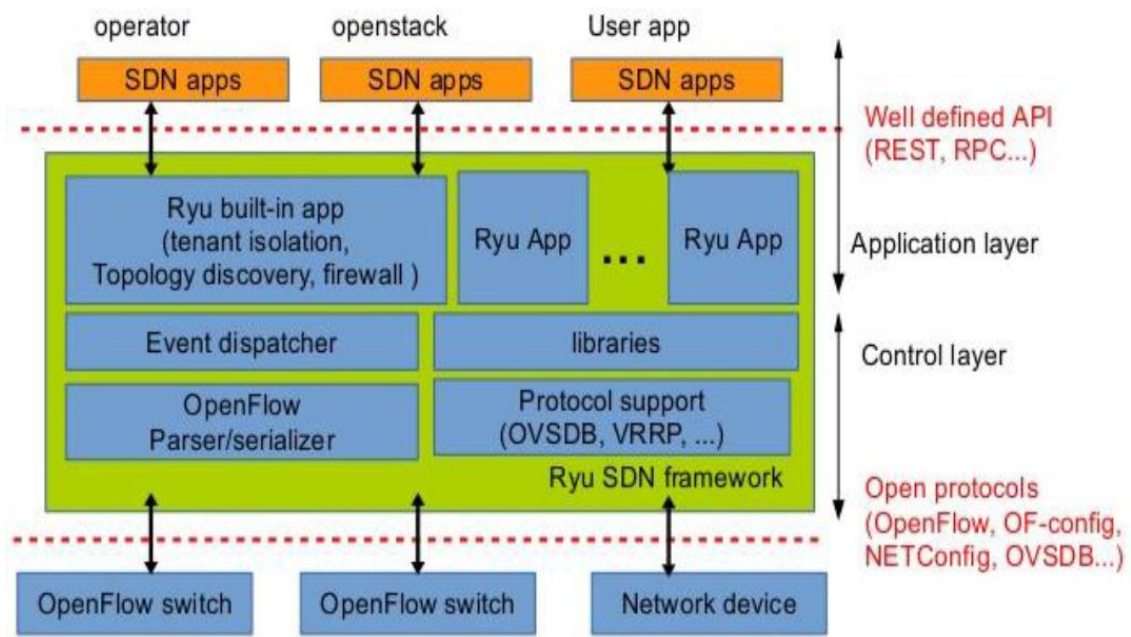 operator
openstack
User app
SDN apps
SDN apps
SDN apps
Well defined API
(REST, RPC...)
Ryu built-in app
(tenant isolation,
Topology discovery, firewall )
Ryu App
...
Ryu App
Application layer
Event dispatcher
libraries
Control layer
OpenFlow
Parser/serializer
Protocol support
(OVSDB, VRRP, ...)
Ryu SDN framework
Open protocols
(OpenFlow, OF-config,
NETConfig, OVSDB...)
OpenFlow switch
OpenFlow switch
Network device